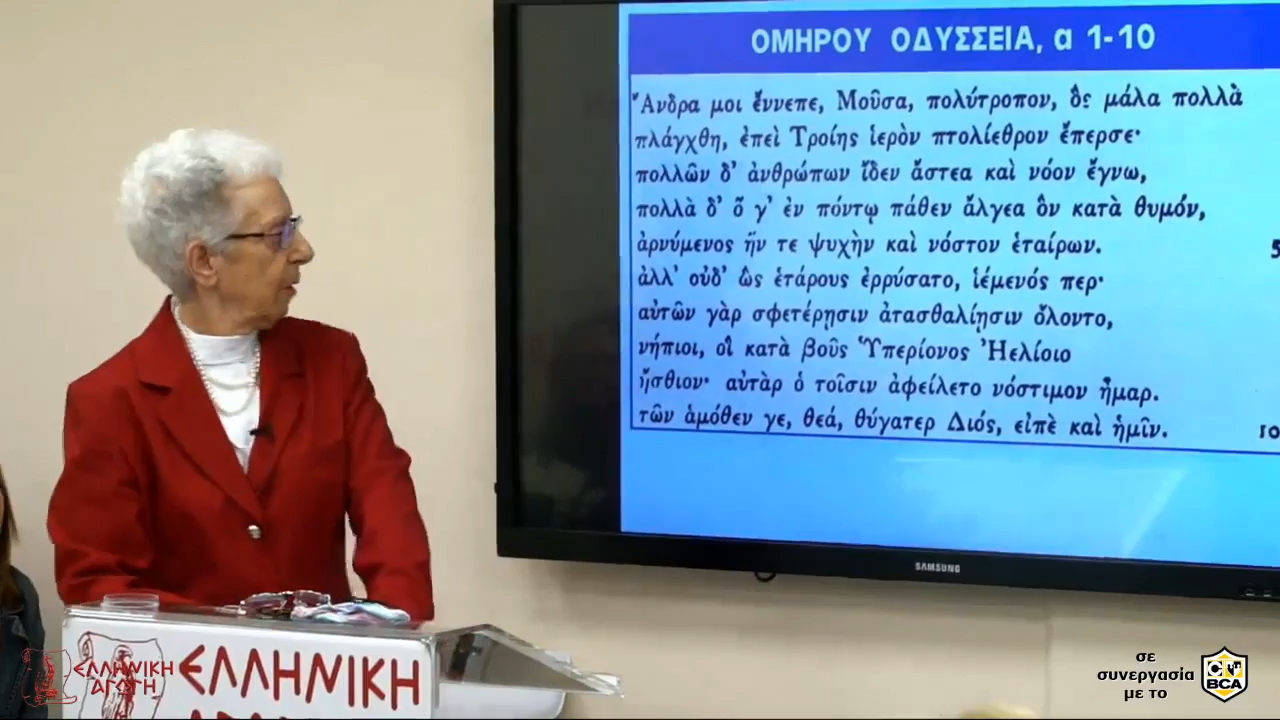 ΟΜΗΡΟΥ ΟΔΥΣΣΕΙΑ, α 1-10
Ἄνδρα μοι ἔννεπε, Μοῦσα, πολύτροπον, ὃς μάλα πολλὰ
πλάγχθη, ἐπεὶ Τροίης ἱερὸν πτολίεθρον ἔπερσε·
πολλῶν δ' ἀνθρώπων ἴδεν ἄστεα καὶ νόον ἔγνω,
πολλὰ δ' ὅ γ' ἐν πόντῳ πάθεν ἄλγεα ὃν κατὰ θυμόν,
ἀρνύμενος ἥν τε ψυχὴν καὶ νόστον ἑταίρων. 5
ἀλλ' οὐδ' ὧς ἑτάρους ἐρρύσατο, ἱέμενός περ·
αὐτῶν γὰρ σφετέρῃσιν ἀτασθαλίῃσιν ὄλοντο,
νήπιοι, οἳ κατὰ βοῦς Ὑπερίονος Ἠελίοιο
ἤσθιον· αὐτὰρ ὁ τοῖσιν ἀφείλετο νόστιμον ἦμαρ.
τῶν ἁμόθεν γε, θεά, θύγατερ Διός, εἰπὲ καὶ ἡμῖν. 10
SAMSUNG
ΕΛΛΗΝΙΚΗ
ΕΛΛΗΝΙΚΗ
ΑΓΩΓΗ
σε
συνεργασία
με το
BCA